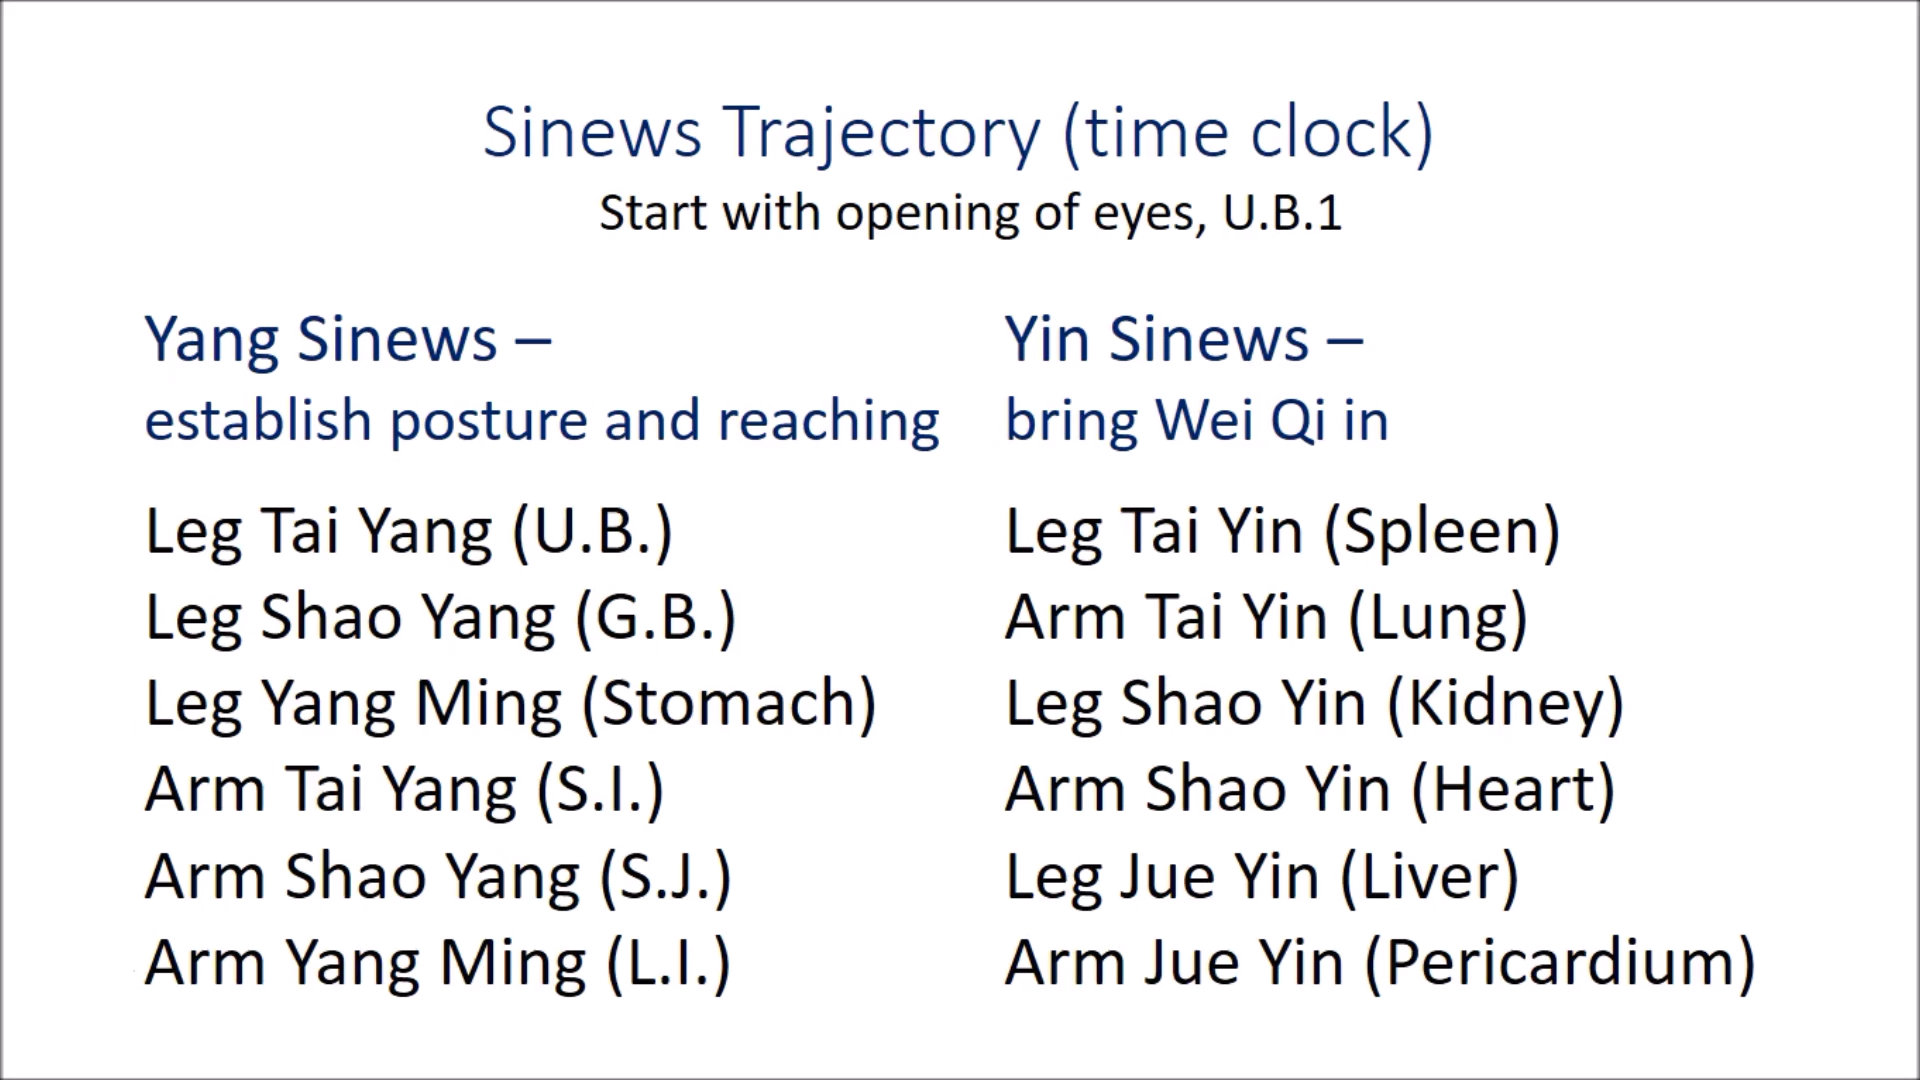 Sinews Trajectory (time clock)
Start with opening of eyes, U.B.1
Yang Sinews –
establish posture and reaching
Leg Tai Yang (U.B.)
Leg Shao Yang (G.B.)
Leg Yang Ming (Stomach)
Arm Tai Yang (S.I.)
Arm Shao Yang (S.J.)
Arm Yang Ming (L.I.)
Yin Sinews –
bring Wei Qi in
Leg Tai Yin (Spleen)
Arm Tai Yin (Lung)
Leg Shao Yin (Kidney)
Arm Shao Yin (Heart)
Leg Jue Yin (Liver)
Arm Jue Yin (Pericardium)